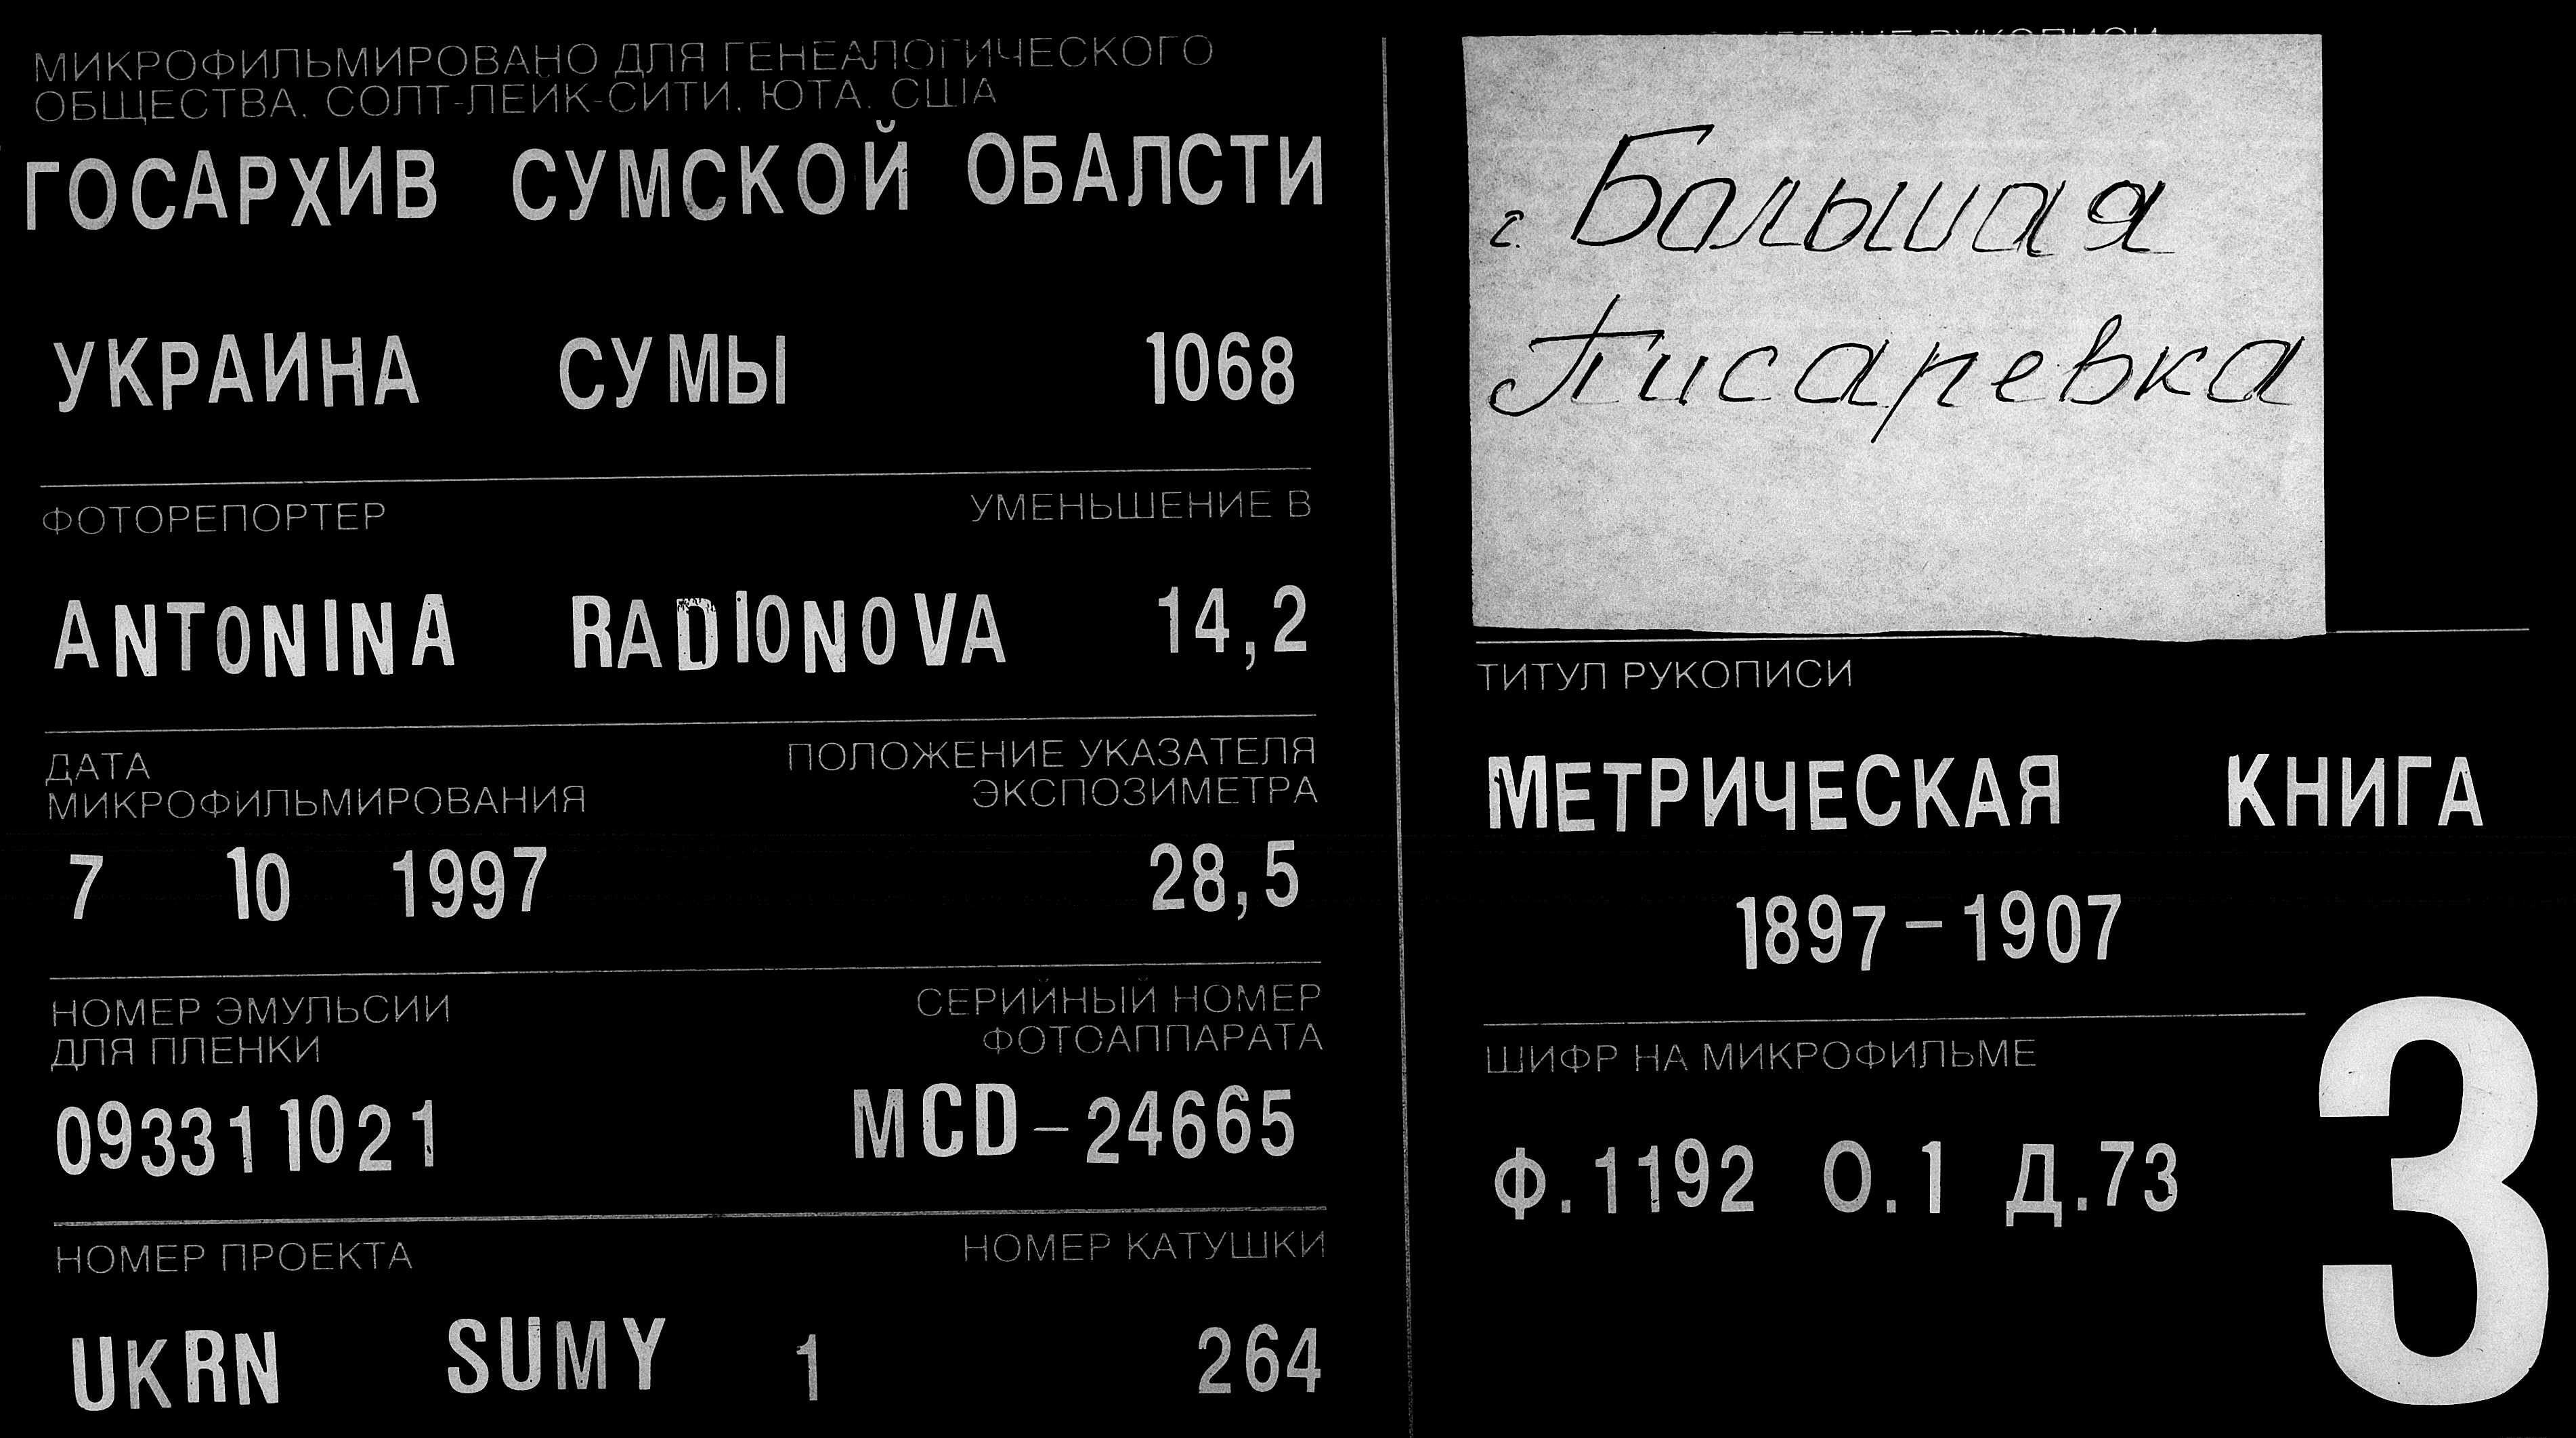 МИКРОФИЛЬМИРОВАНО ДЛЯ ГЕНЕАЛОГИЧЕСКОГО
ОБЩЕСТВА, СОЛТ-ЛЕЙК-СИТИ, ЮТА, США
ГОСАРХИВ СУМСКОЙ ОБАЛСТИ
УКРАИНА СУМЫ 1068
ФОТОРЕПОРТЕР УМЕНЬШЕНИЕ В
ANTONINA RADIONOVA 14,2
ДАТА
МИКРОФИЛЬМИРОВАНИЯ
ПОЛОЖЕНИЕ УКАЗАТЕЛЯ
ЭКСПОЗИМЕТРА
7 10 1997 28,5
НОМЕР ЭМУЛЬСИИ
ДЛЯ ПЛЕНКИ
СЕРИЙНЫЙ НОМЕР
ФОТОАППАРАТА
093311021 MCD-24665
НОМЕР ПРОЕКТА НОМЕР КАТУШКИ
UKRN SUMY 1 264
РУКОПИСИ
с. Большая
Писаревка
ТИТУЛ РУКОПИСИ
МЕТРИЧЕСКАЯ КНИГА
1897-1907
ШИФР НА МИКРОФИЛЬМЕ
Ф.1192 О.1 Д.73
3